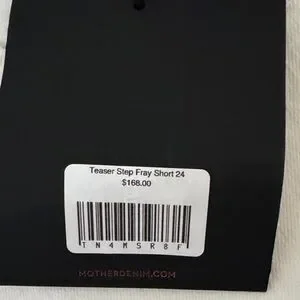 Teaser Step Fray Short 24
$168.00
TN4MSR8F
MOTHERDENIM.COM